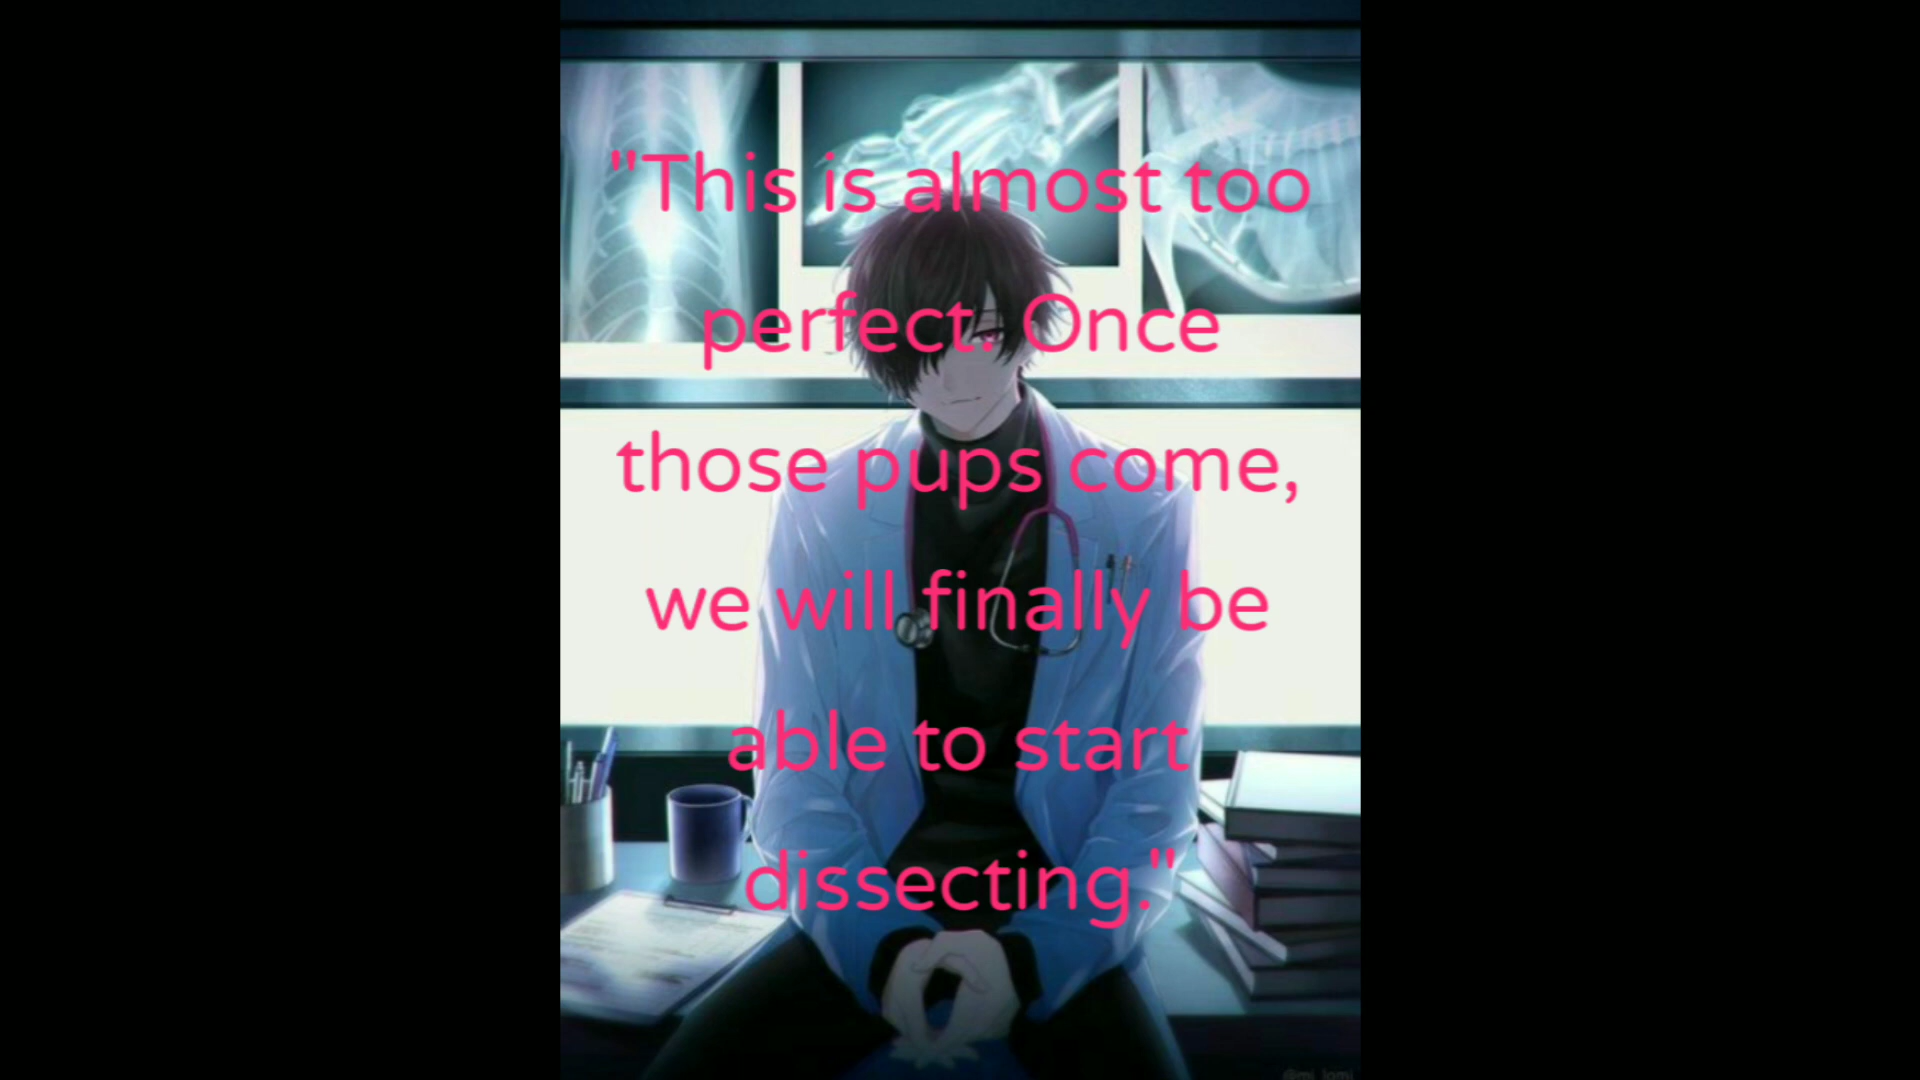 "This is almost too
perfect. Once
those pups come,
we will finally be
able to start
dissecting."